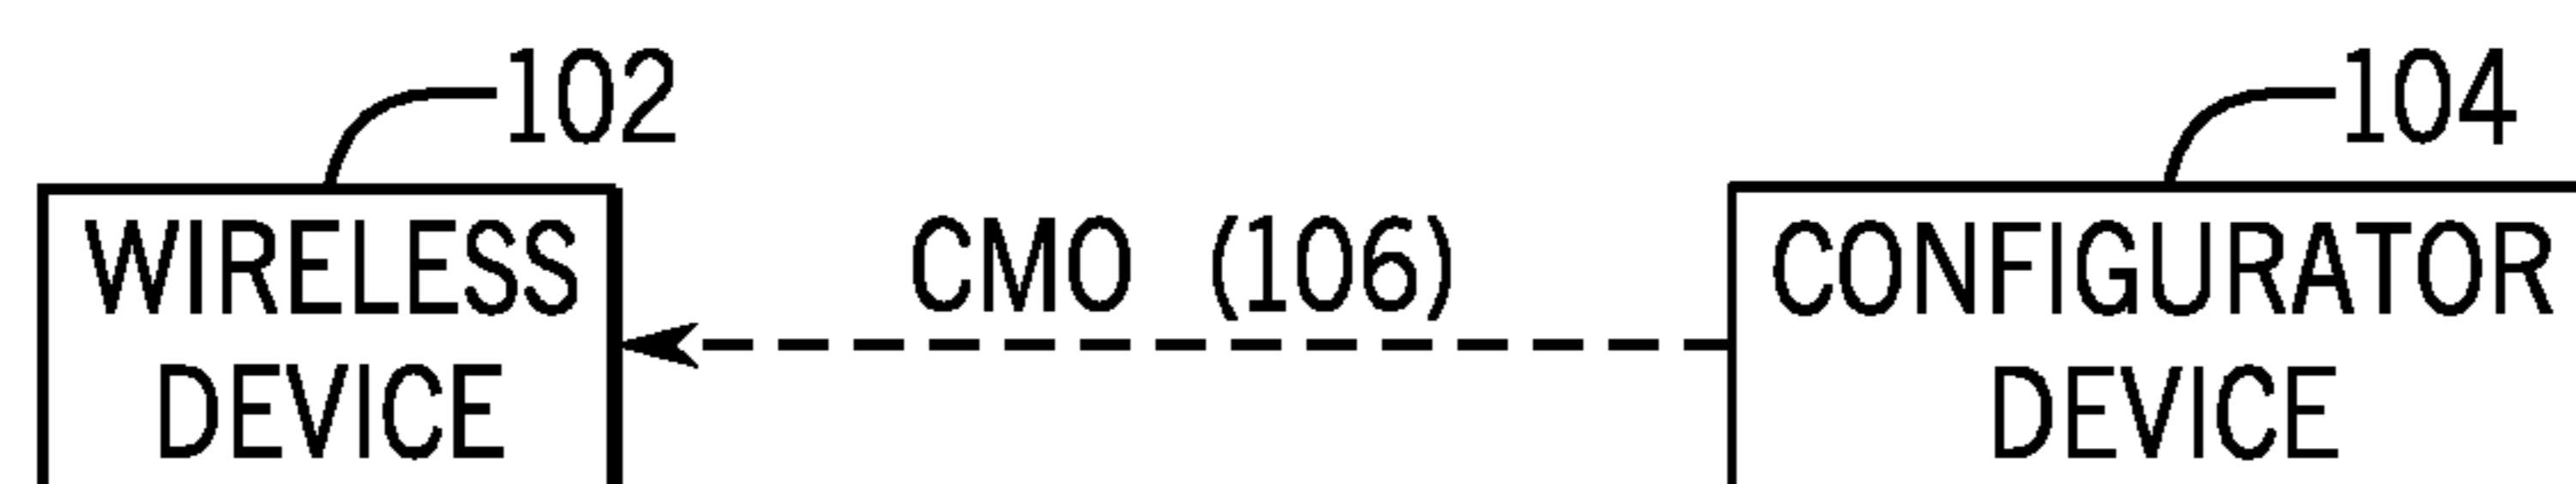 102
104
WIRELESS
DEVICE
CMO (106)
CONFIGURATOR
DEVICE